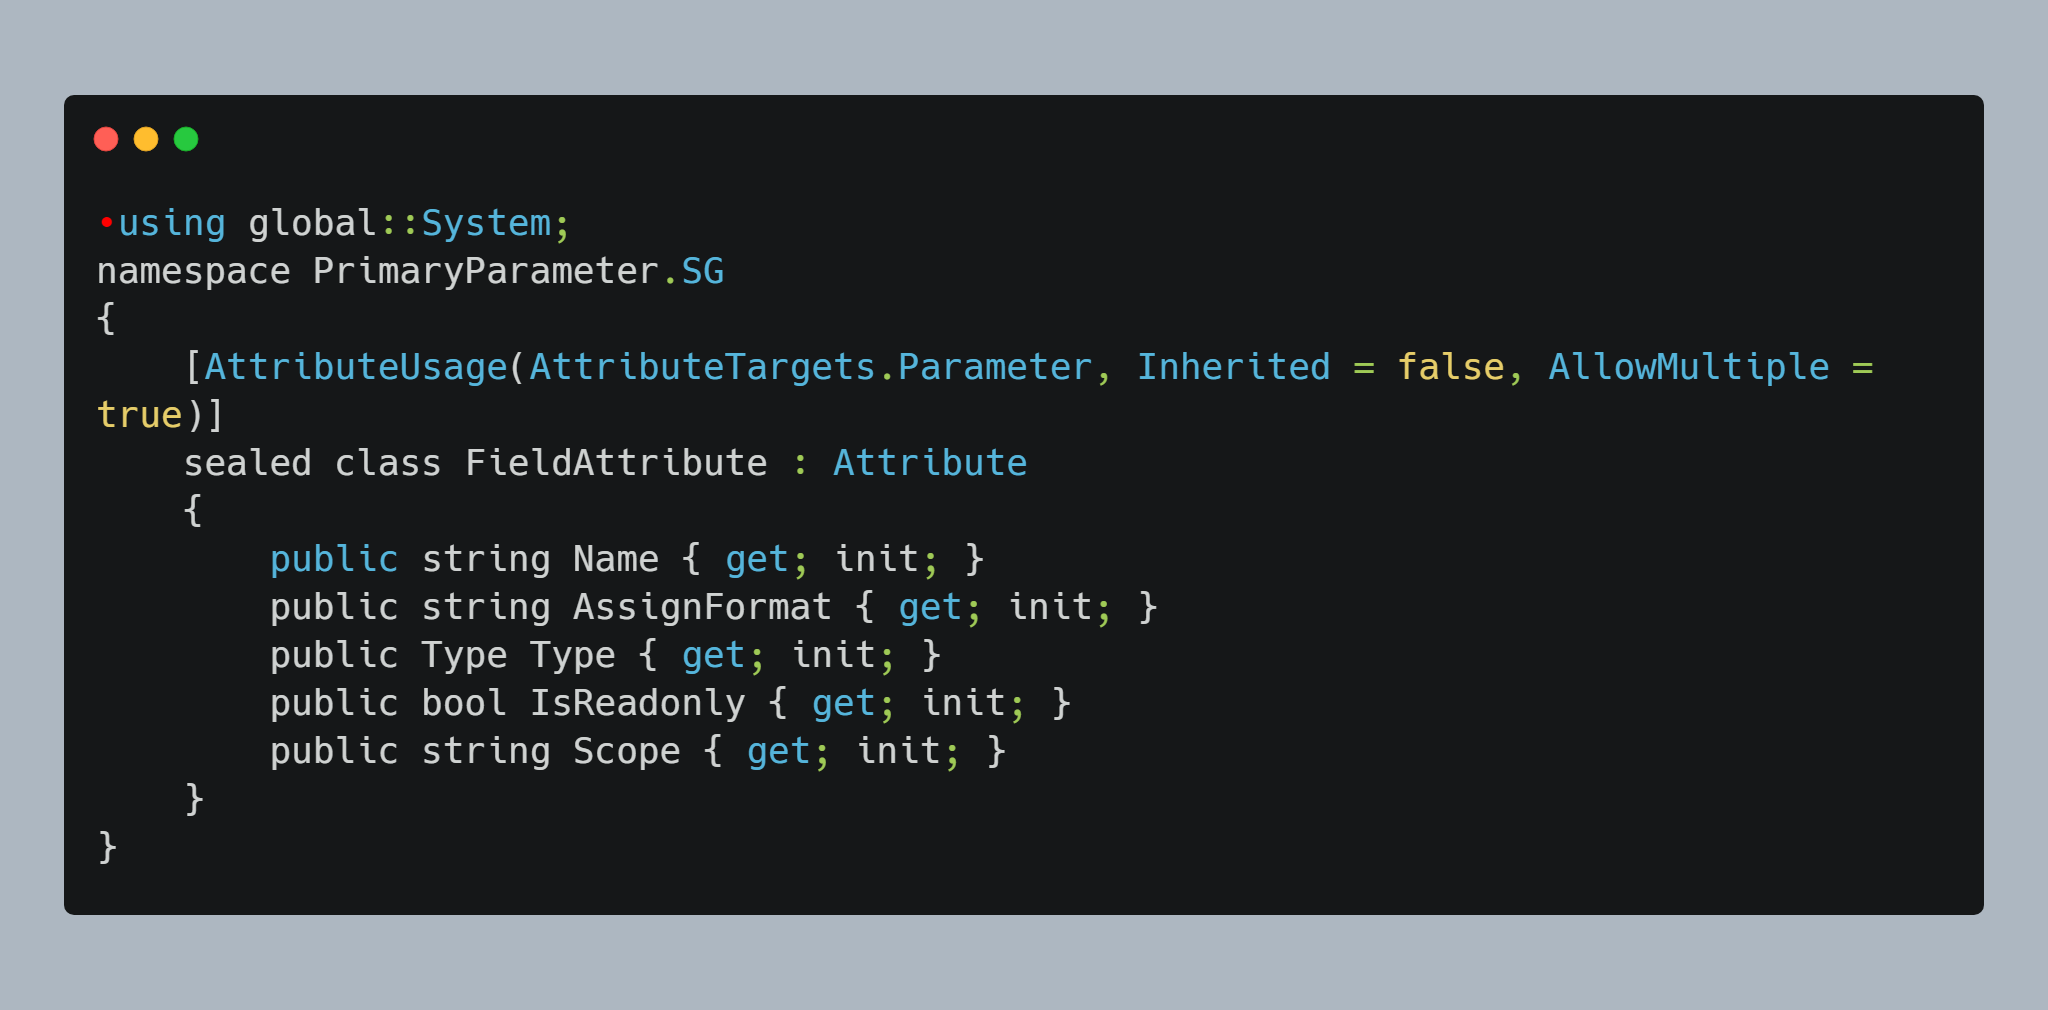 •using global::System;
namespace PrimaryParameter.SG
{
    [AttributeUsage(AttributeTargets.Parameter, Inherited = false, AllowMultiple =
true)]
    sealed class FieldAttribute : Attribute
    {
        public string Name { get; init; }
        public string AssignFormat { get; init; }
        public Type Type { get; init; }
        public bool IsReadonly { get; init; }
        public string Scope { get; init; }
    }
}